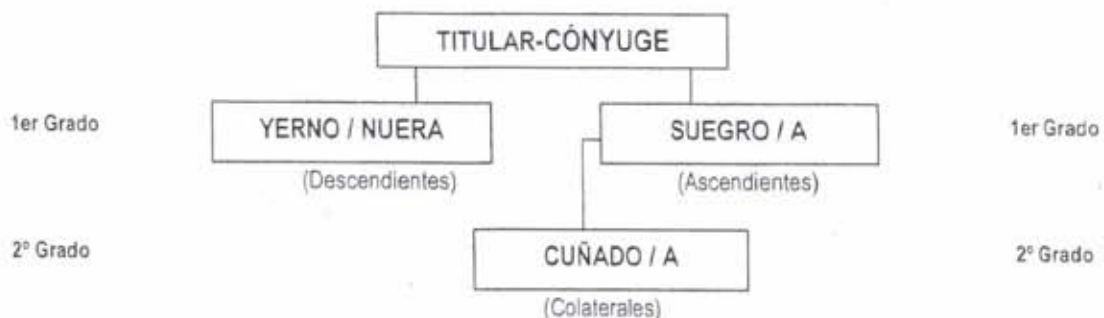 TITULAR-CÓNYUGE
1er Grado YERNO / NUERA SUEGRO / A 1er Grado
(Descendientes) (Ascendientes)
2º Grado CUÑADO / A 2º Grado
(Colaterales)